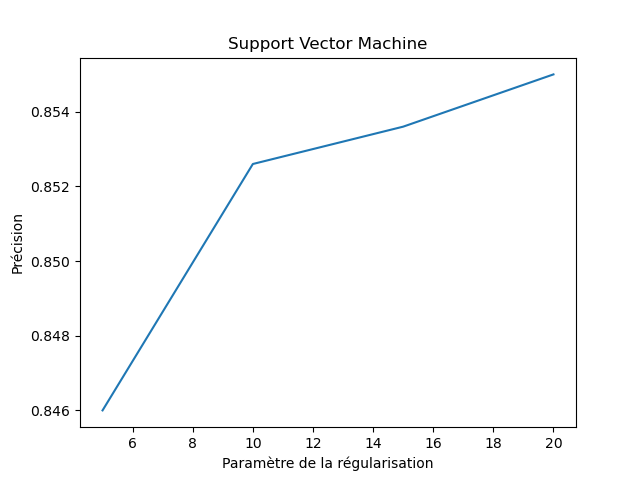 Support Vector Machine
Précision
0.854
0.852
0.850
0.848
0.846
6 8 10 12 14 16 18 20
Paramètre de la régularisation